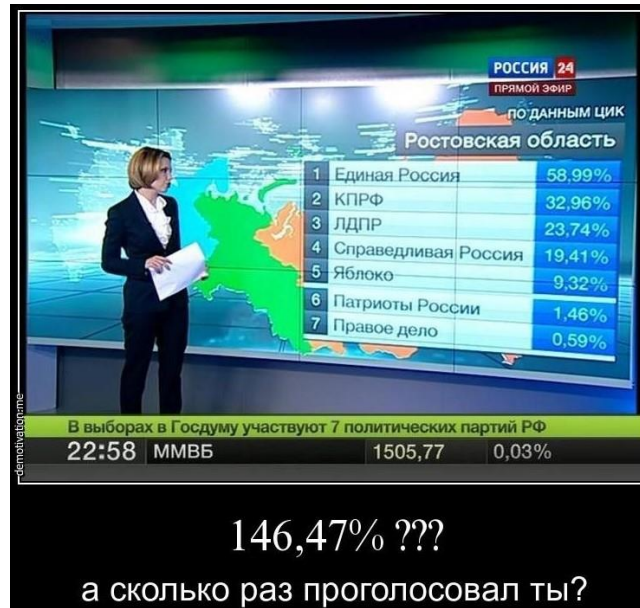 РОССИЯ 24
ПРЯМОЙ ЭФИР
ПО ДАННЫМ ЦИК
Ростовская область
1 Единая Россия 58,99%
2 КПРФ 32,96%
3 ЛДПР 23,74%
4 Справедливая Россия 19,41%
5 Яблоко 9,32%
6 Патриоты России 1,46%
7 Правое дело 0,59%
В выборах в Госдуму участвуют 7 политических партий РФ
22:58 ММВБ 1505,77 0,03%
demotivation.me
146,47% ???
а сколько раз проголосовал ты?